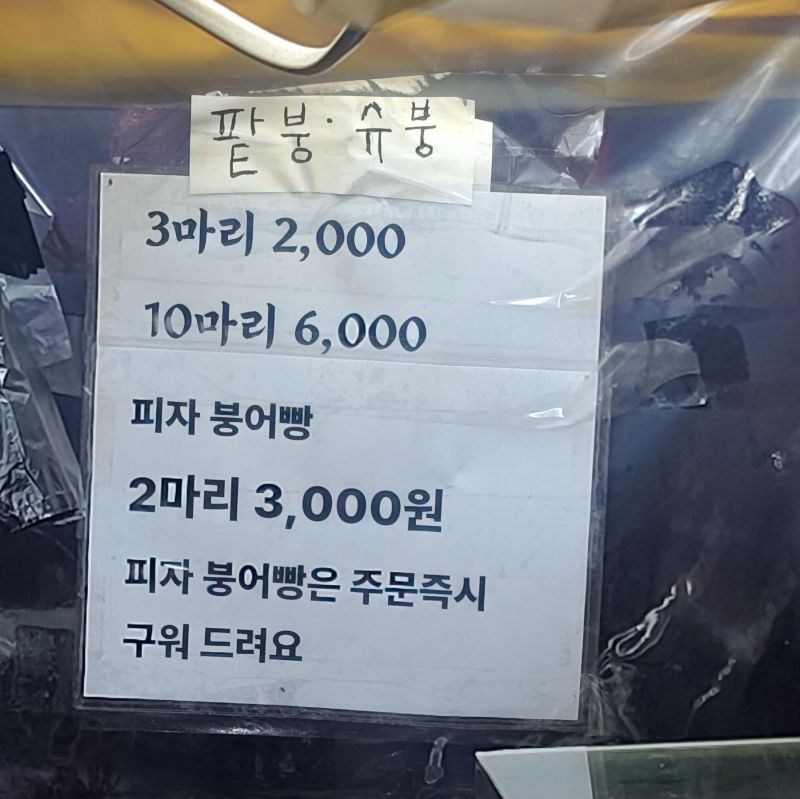 팥붕·슈붕
3마리 2,000
10마리 6,000
피자 붕어빵
2마리 3,000원
피자 붕어빵은 주문즉시
구워 드려요